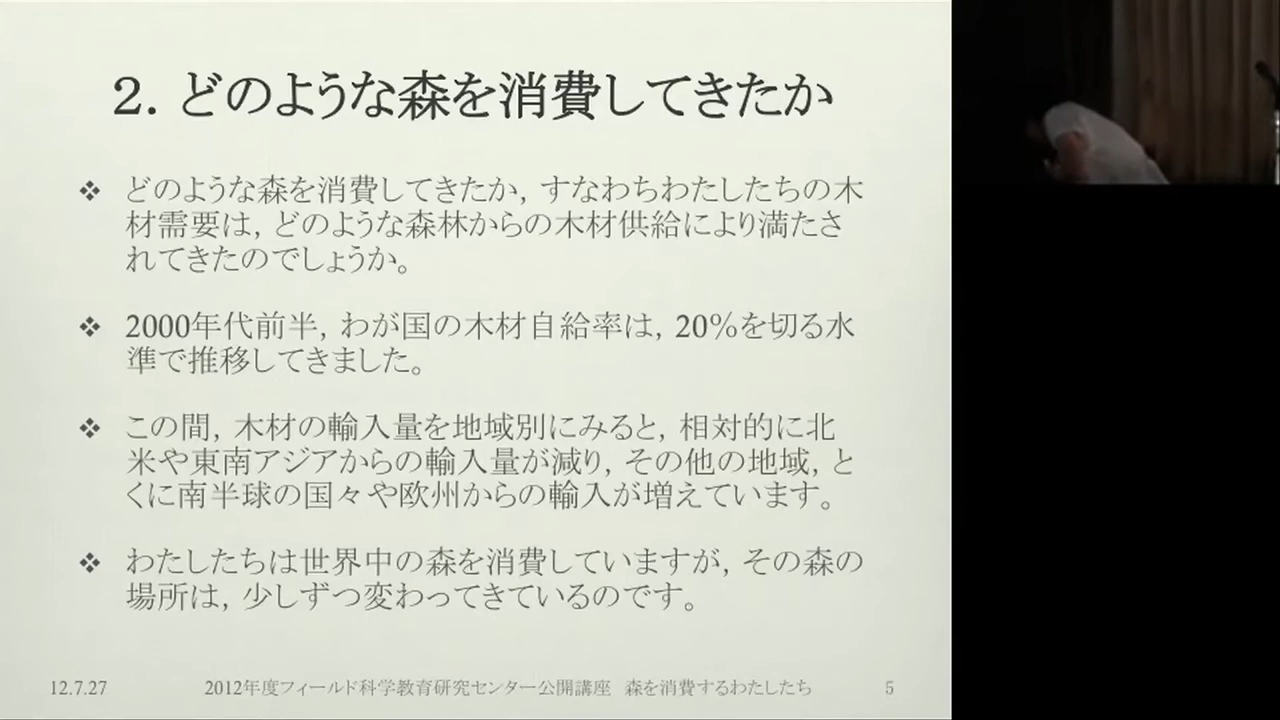 2. どのような森を消費してきたか
❖ どのような森を消費してきたか, すなわちわたしたちの木
材需要は, どのような森林からの木材供給により満たさ
れてきたのでしょうか。
❖ 2000年代前半, わが国の木材自給率は, 20%を切る水
準で推移してきました。
❖ この間, 木材の輸入量を地域別にみると, 相対的に北
米や東南アジアからの輸入量が減り, その他の地域, と
くに南半球の国々や欧州からの輸入が増えています。
❖ わたしたちは世界中の森を消費していますが, その森の
場所は, 少しずつ変わってきているのです。
12.7.27 2012年度フィールド科学教育研究センター公開講座 森を消費するわたしたち 5